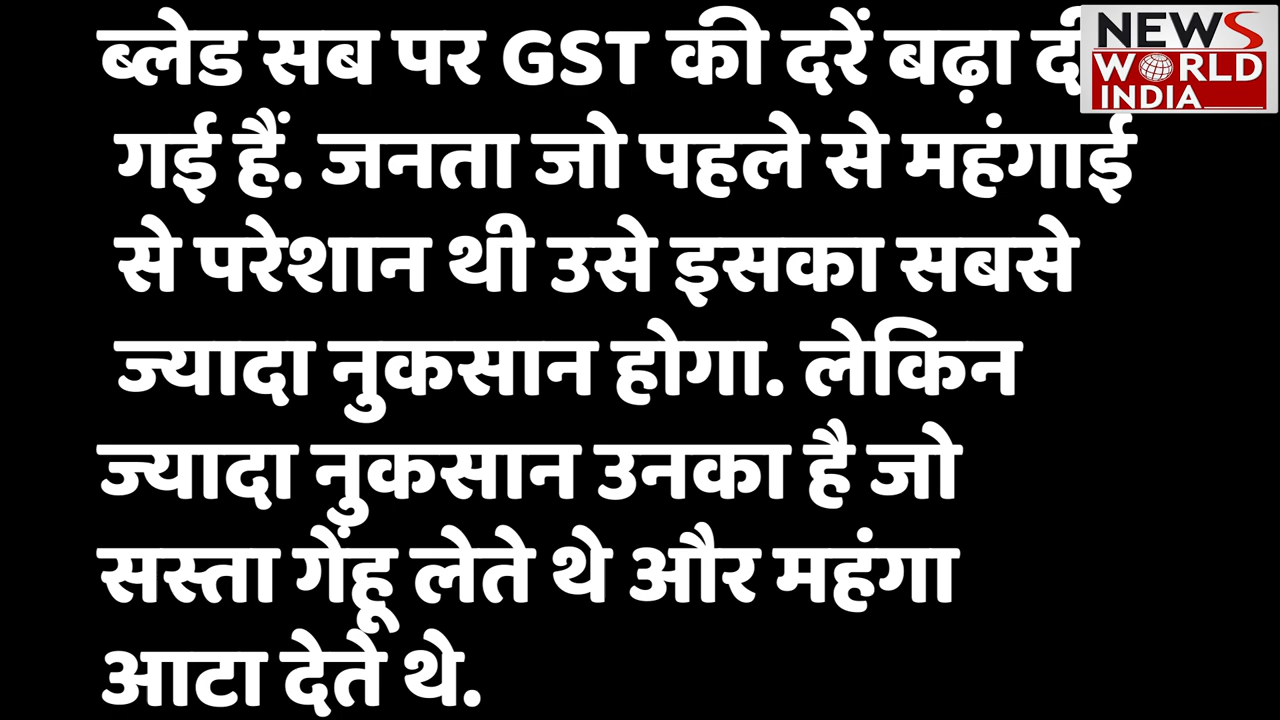 ब्लेड सब पर GST की दरें बढ़ा दी
गई हैं. जनता जो पहले से महंगाई
से परेशान थी उसे इसका सबसे
ज्यादा नुकसान होगा. लेकिन
ज्यादा नुकसान उनका है जो
सस्ता गेंहू लेते थे और महंगा
आटा देते थे.
NEWS
WORLD
INDIA